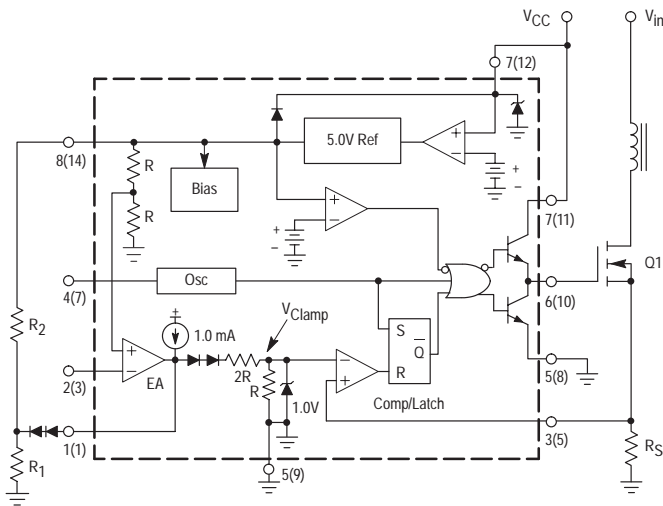 VCC
Vin
7(12)
5.0V Ref
+
–
+
–
8(14)
R
Bias
R
+
–
+
–
7(11)
Q1
4(7)
Osc
6(10)
VClamp
+
1.0 mA
S
Q
R
R2
+
–
EA
2R
R
1.0V
–
+
Comp/Latch
5(8)
2(3)
1(1)
3(5)
R1
5(9)
RS